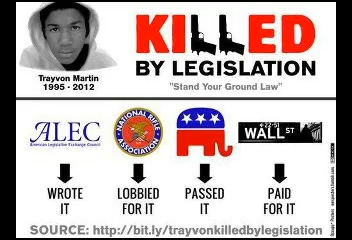 KILLED
BY LEGISLATION
Trayvon Martin
1995 - 2012
"Stand Your Ground Law"
ALEC
American Legislative Exchange Council
NATIONAL RIFLE ASSOCIATION
WALL ST
WROTE IT
LOBBIED FOR IT
PASSED IT
PAID FOR IT
SOURCE: http://bit.ly/trayvonkilledbylegislation